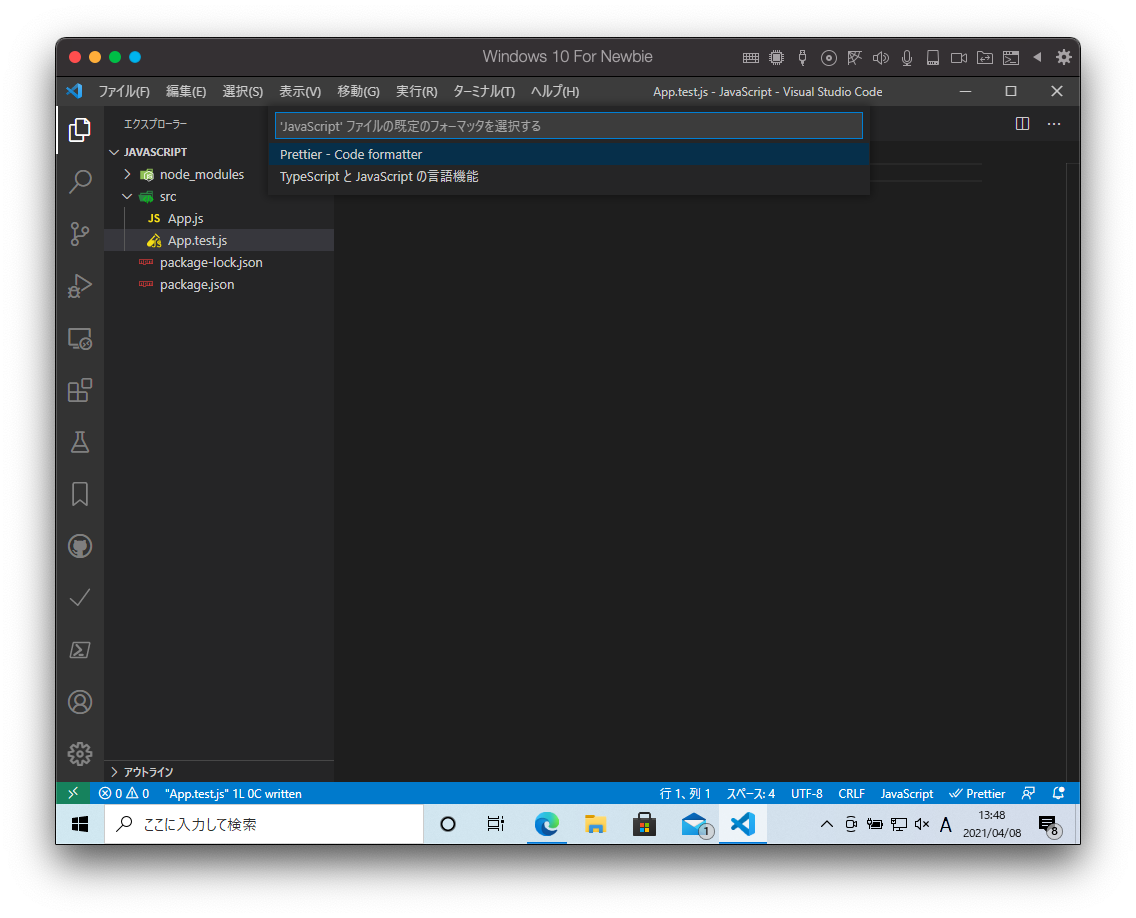 Windows 10 For Newbie
ファイル(F) 編集(E) 選択(S) 表示(V) 移動(G) 実行(R) ターミナル(T) ヘルプ(H) App.test.js - JavaScript - Visual Studio Code
エクスプローラー
'JavaScript' ファイルの既定のフォーマッタを選択する
Prettier - Code formatter
TypeScript と JavaScript の言語機能
JAVASCRIPT
node_modules
src
JS App.js
App.test.js
package-lock.json
package.json
アウトライン
0 0 "App.test.js" 1L 0C written 行 1、列 1 スペース: 4 UTF-8 CRLF JavaScript Prettier
ここに入力して検索
1
A
13:48
2021/04/08
8